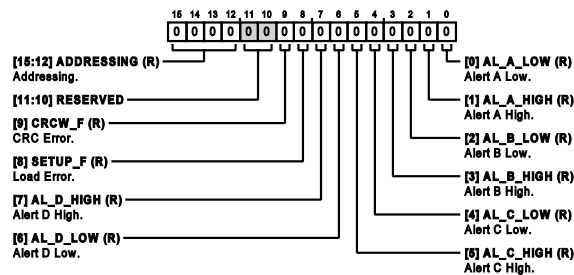 15 14 13 12 11 10 9 8 7 6 5 4 3 2 1 0
0 0 0 0 0 0 0 0 0 0 0 0 0 0 0 0
[15:12] ADDRESSING (R)
Addressing.
[11:10] RESERVED
[9] CRCW_F (R)
CRC Error.
[8] SETUP_F (R)
Load Error.
[7] AL_D_HIGH (R)
Alert D High.
[6] AL_D_LOW (R)
Alert D Low.
[0] AL_A_LOW (R)
Alert A Low.
[1] AL_A_HIGH (R)
Alert A High.
[2] AL_B_LOW (R)
Alert B Low.
[3] AL_B_HIGH (R)
Alert B High.
[4] AL_C_LOW (R)
Alert C Low.
[5] AL_C_HIGH (R)
Alert C High.